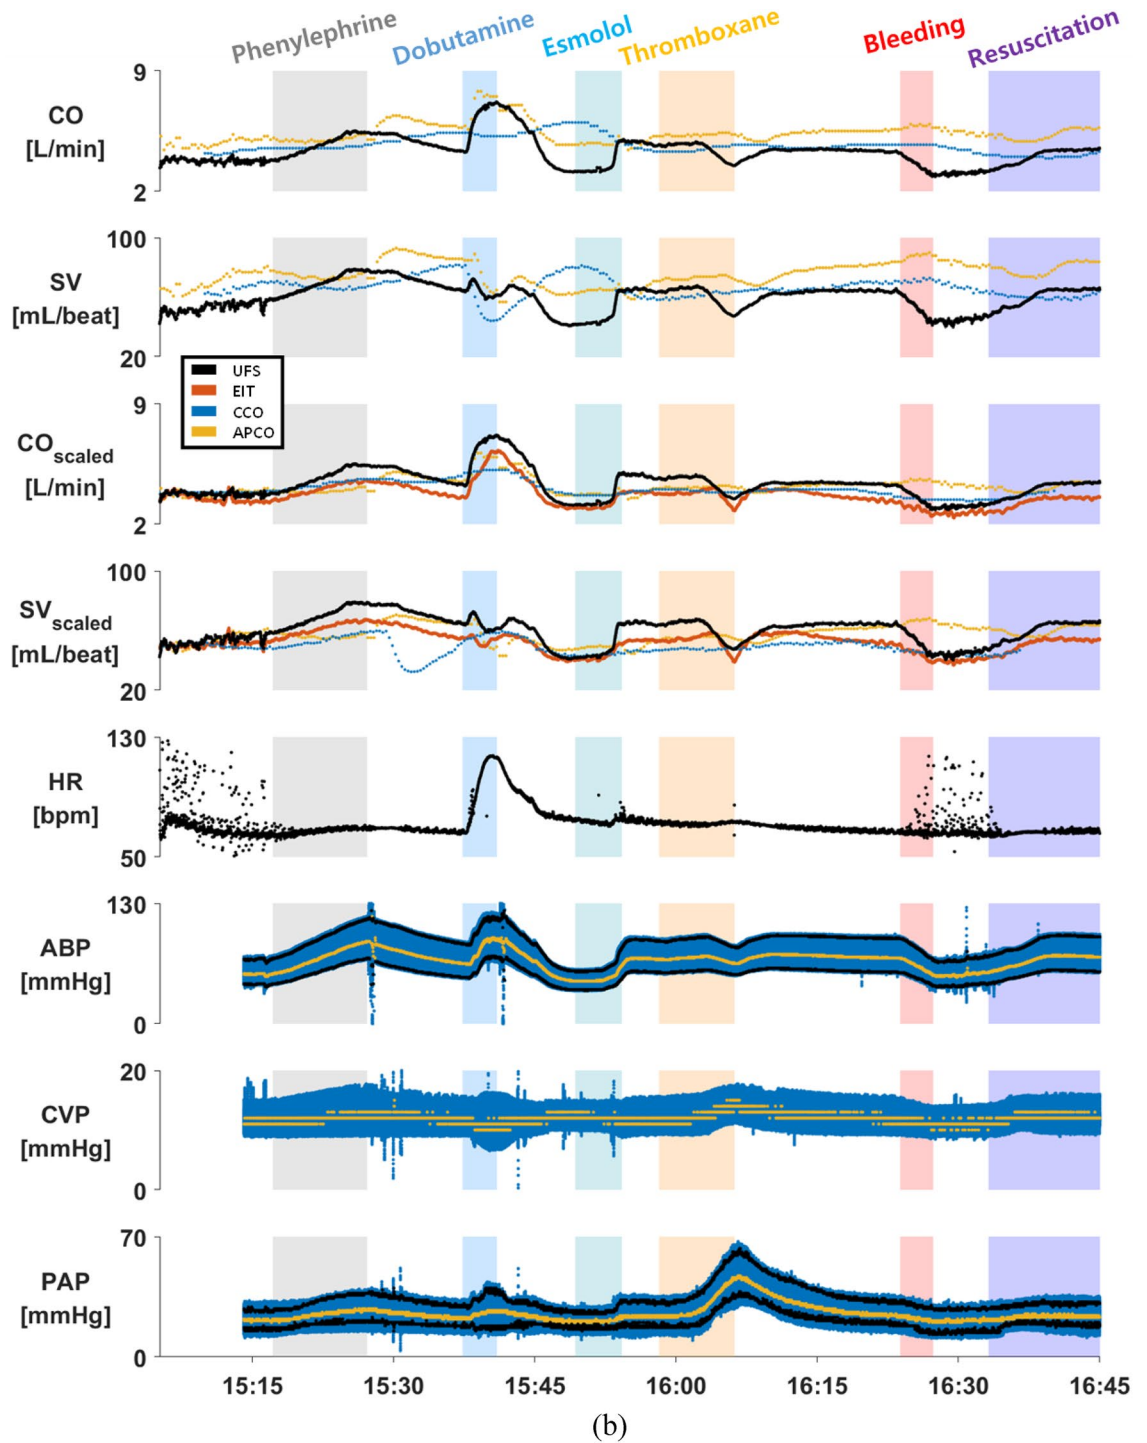 Phenylephrine Dobutamine Esmolol Thromboxane Bleeding Resuscitation
9
CO
[L/min]
2
100
SV
[mL/beat]
20
UFS
EIT
CCO
APCO
9
COscaled
[L/min]
2
100
SVscaled
[mL/beat]
20
130
HR
[bpm]
50
130
ABP
[mmHg]
0
20
CVP
[mmHg]
0
70
PAP
[mmHg]
0
15:15 15:30 15:45 16:00 16:15 16:30 16:45
(b)